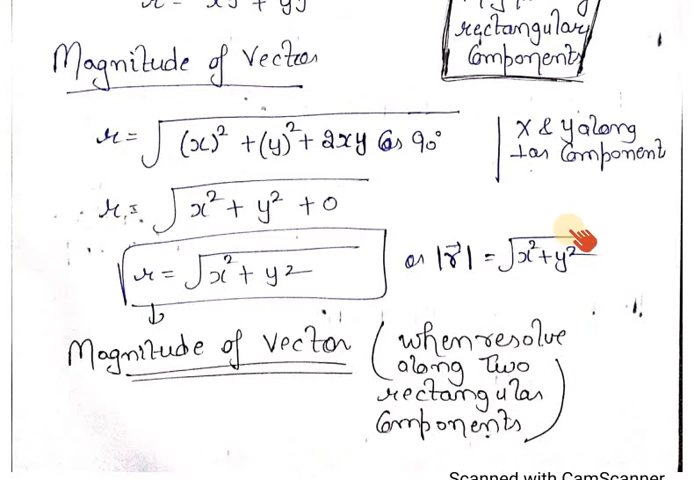 rectangular
Components
Magnitude of Vector
r = √(x)² + (y)² + 2xy Cos 90°
x & y along
⊥ar Component
r = √x² + y² + 0
r = √x² + y²
or |r⃗| = √x² + y²
Magnitude of Vector
(when resolve
along Two
rectangular
Components)
Scanned with CamScanner